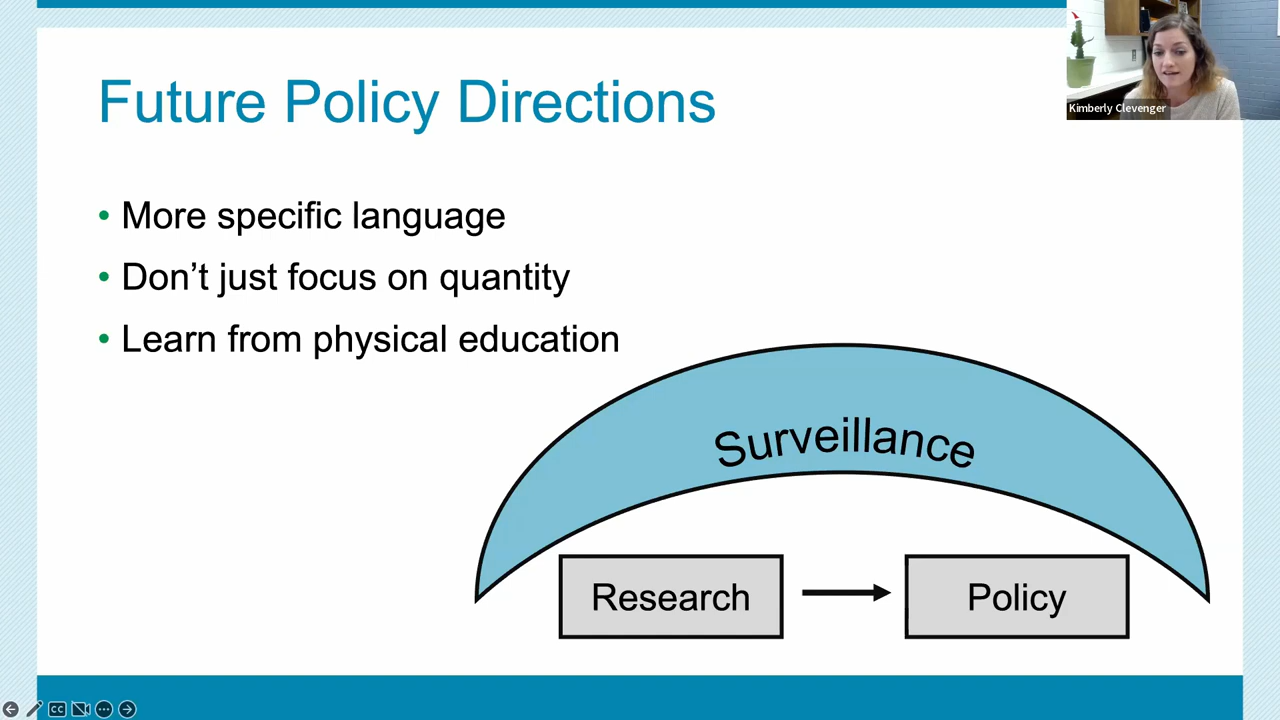 Future Policy Directions
Kimberly Clevenger
• More specific language
• Don’t just focus on quantity
• Learn from physical education
Surveillance
Research
Policy
CC